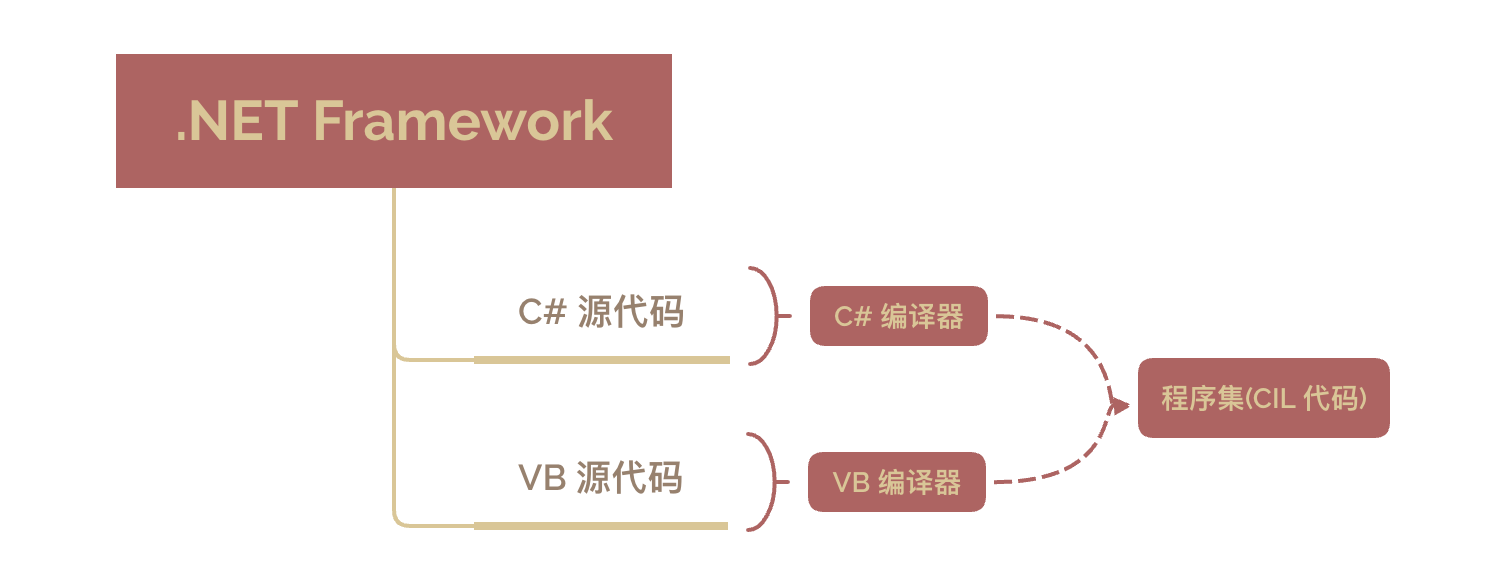 .NET Framework
C# 源代码
C# 编译器
程序集(CIL 代码)
VB 源代码
VB 编译器